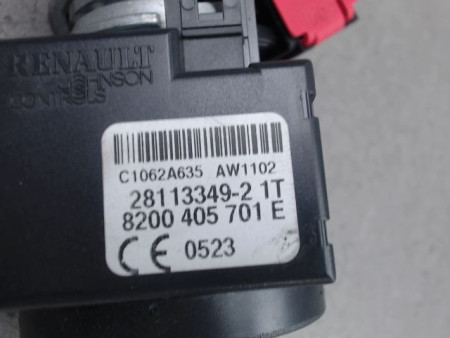 RENAULT
JOHNSON
CONTROLS
C1062A635 AW1102
28113349-2 1T
8200 405 701 E
CE 0523